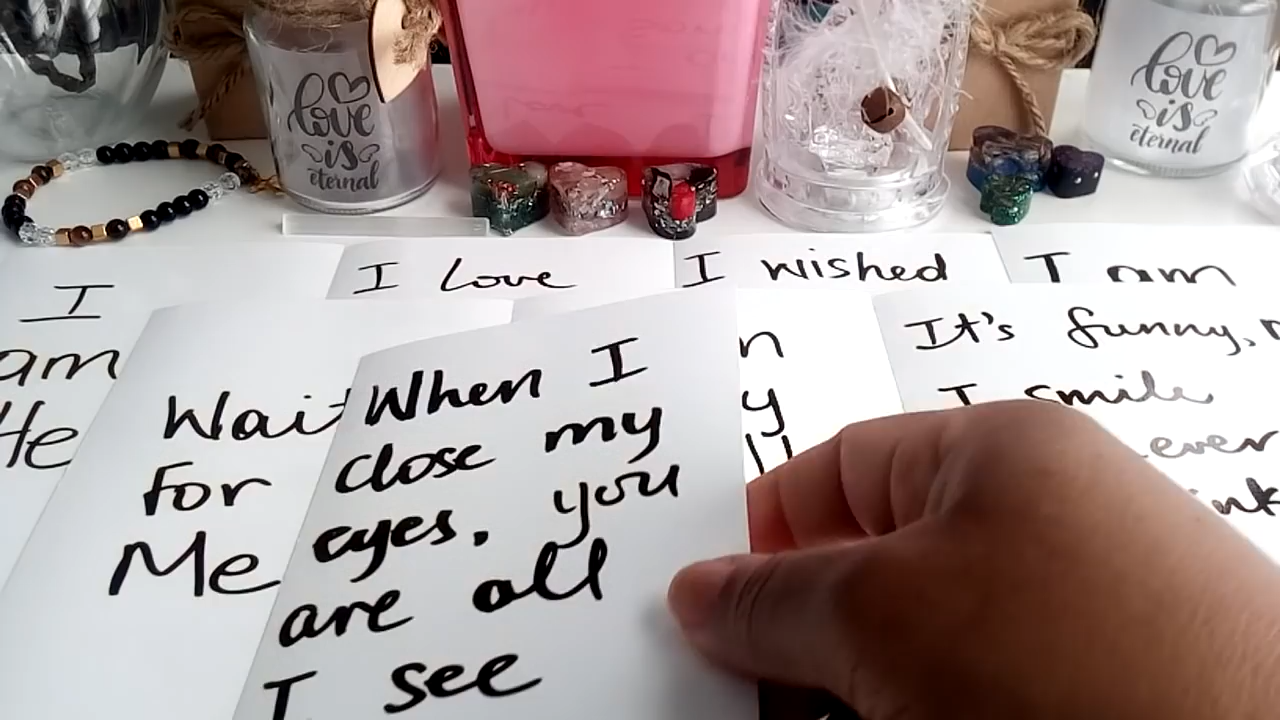 love
is
eternal
love
is
eternal
I Love
I wished
I am
I
am
He
It's funny,
I smile
ever
Wait
For
Me
When I
close my
eyes, you
are all
I see